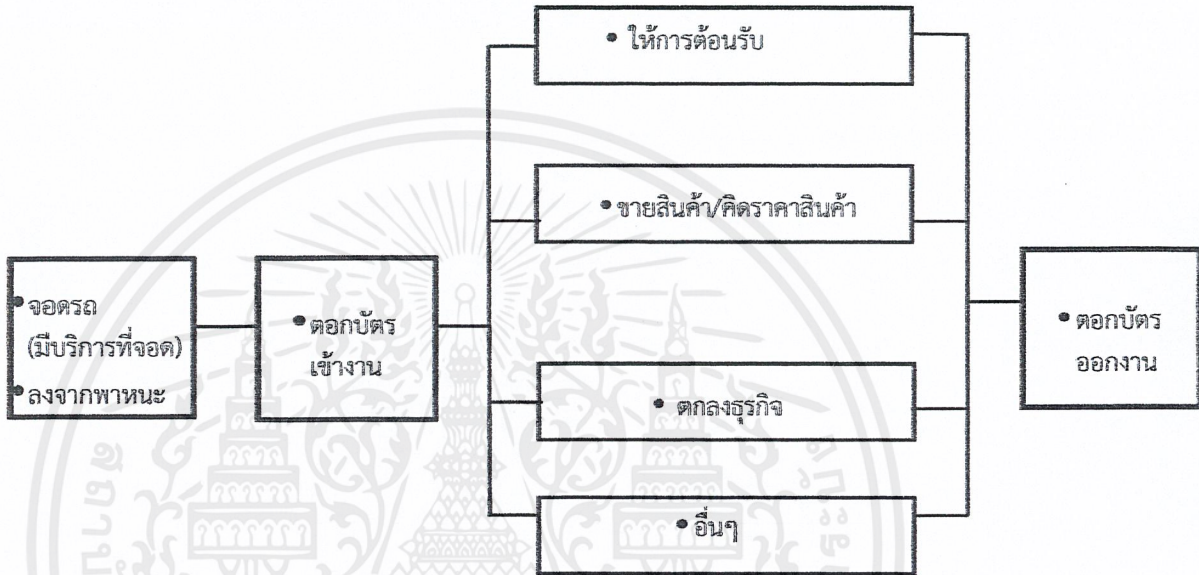 • ให้การต้อนรับ
• ขายสินค้า/คิดราคาสินค้า
• จอดรถ
(มีบริการที่จอด)
• ลงจากพาหนะ
• ตอกบัตร
เข้างาน
• ตกลงธุรกิจ
• อื่นๆ
• ตอกบัตร
ออกงาน